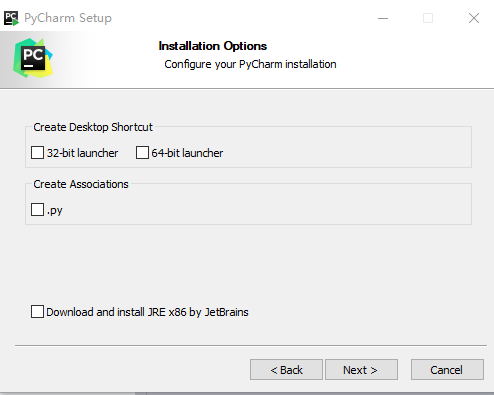 PC PyCharm Setup
PC Installation Options
Configure your PyCharm installation
Create Desktop Shortcut
32-bit launcher 64-bit launcher
Create Associations
.py
Download and install JRE x86 by JetBrains
< Back Next > Cancel